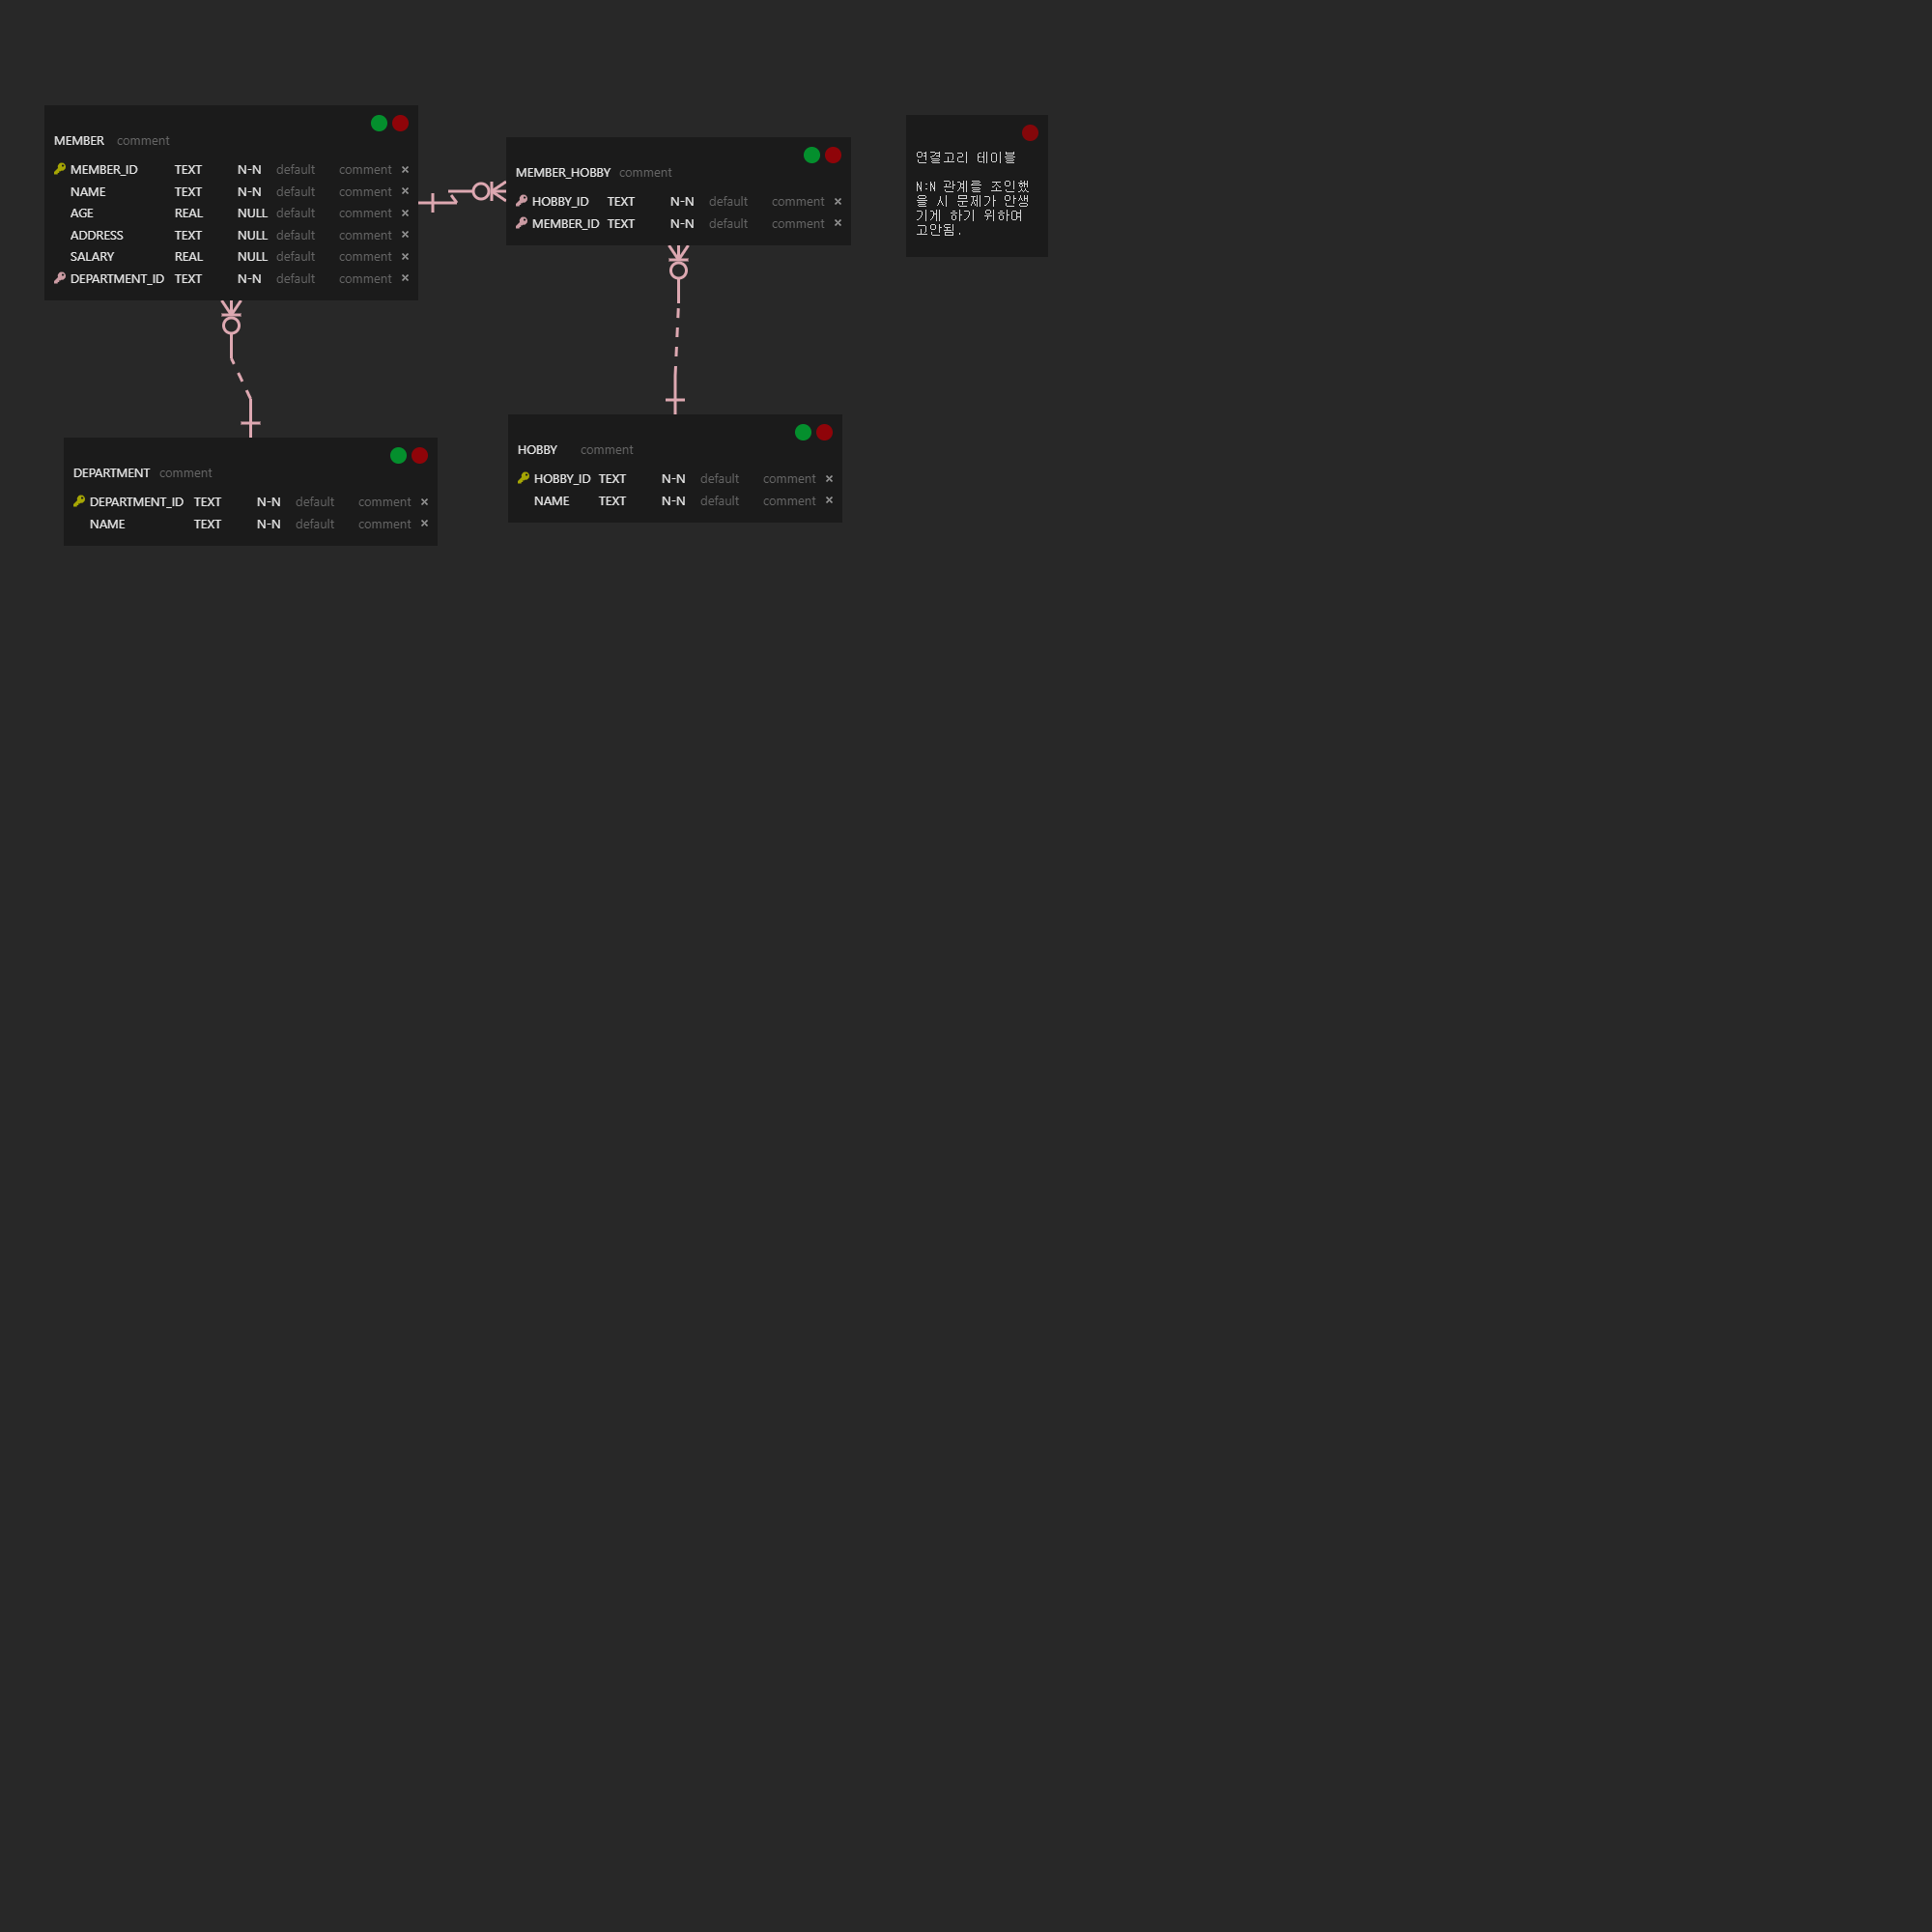 MEMBER comment
MEMBER_ID TEXT N-N default comment ×
NAME TEXT N-N default comment ×
AGE REAL NULL default comment ×
ADDRESS TEXT NULL default comment ×
SALARY REAL NULL default comment ×
DEPARTMENT_ID TEXT N-N default comment ×
MEMBER_HOBBY comment
HOBBY_ID TEXT N-N default comment ×
MEMBER_ID TEXT N-N default comment ×
연결고리 테이블
N:N 관계를 조인했
을 시 문제가 안생
기게 하기 위하여
고안됨.
DEPARTMENT comment
DEPARTMENT_ID TEXT N-N default comment ×
NAME TEXT N-N default comment ×
HOBBY comment
HOBBY_ID TEXT N-N default comment ×
NAME TEXT N-N default comment ×